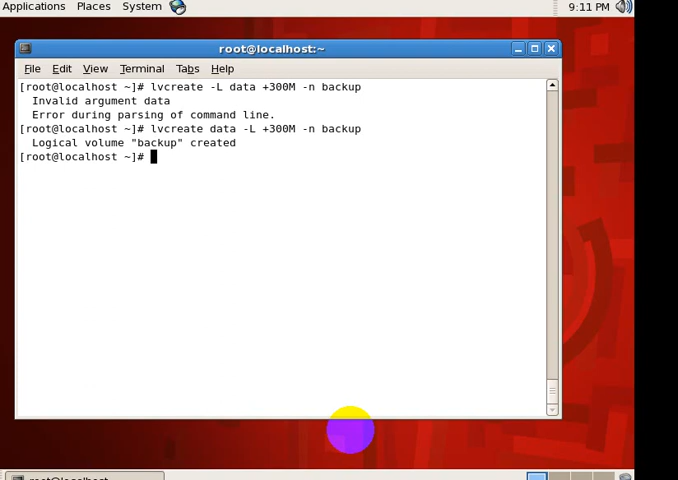 Applications Places System 9:11 PM
root@localhost:~
File Edit View Terminal Tabs Help
[root@localhost ~]# lvcreate -L data +300M -n backup
Invalid argument data
Error during parsing of command line.
[root@localhost ~]# lvcreate data -L +300M -n backup
Logical volume "backup" created
[root@localhost ~]#